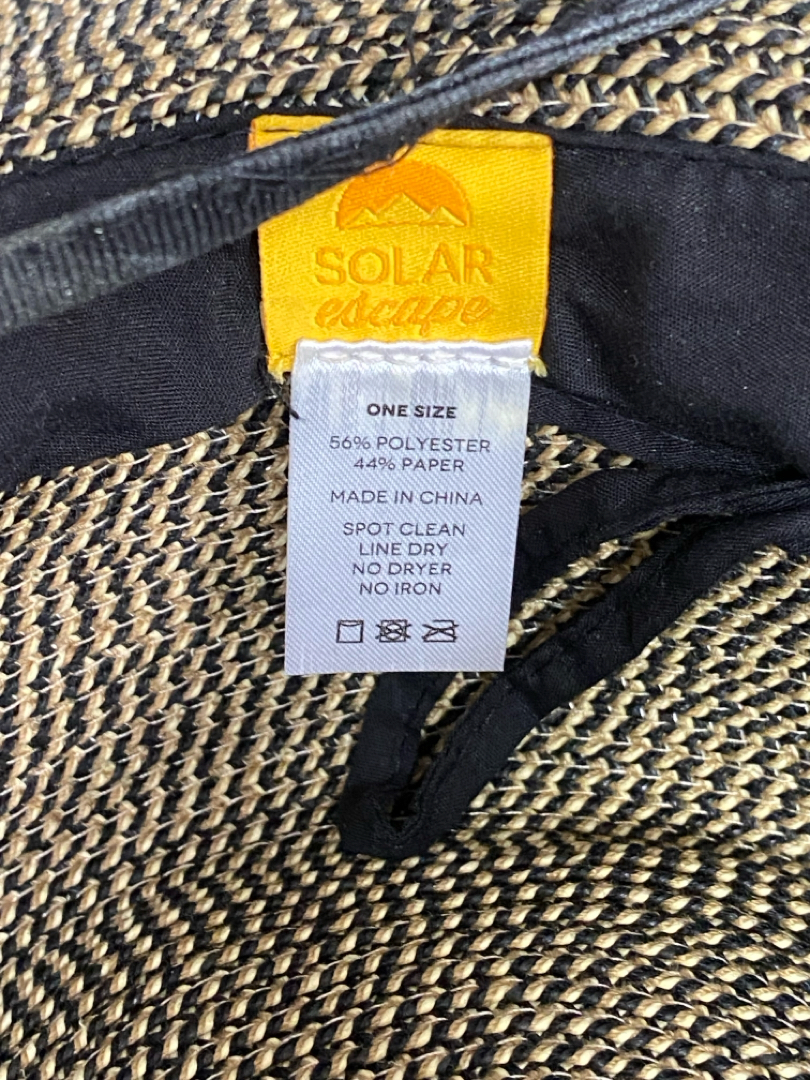 SOLAR
escape
ONE SIZE
56% POLYESTER
44% PAPER
MADE IN CHINA
SPOT CLEAN
LINE DRY
NO DRYER
NO IRON